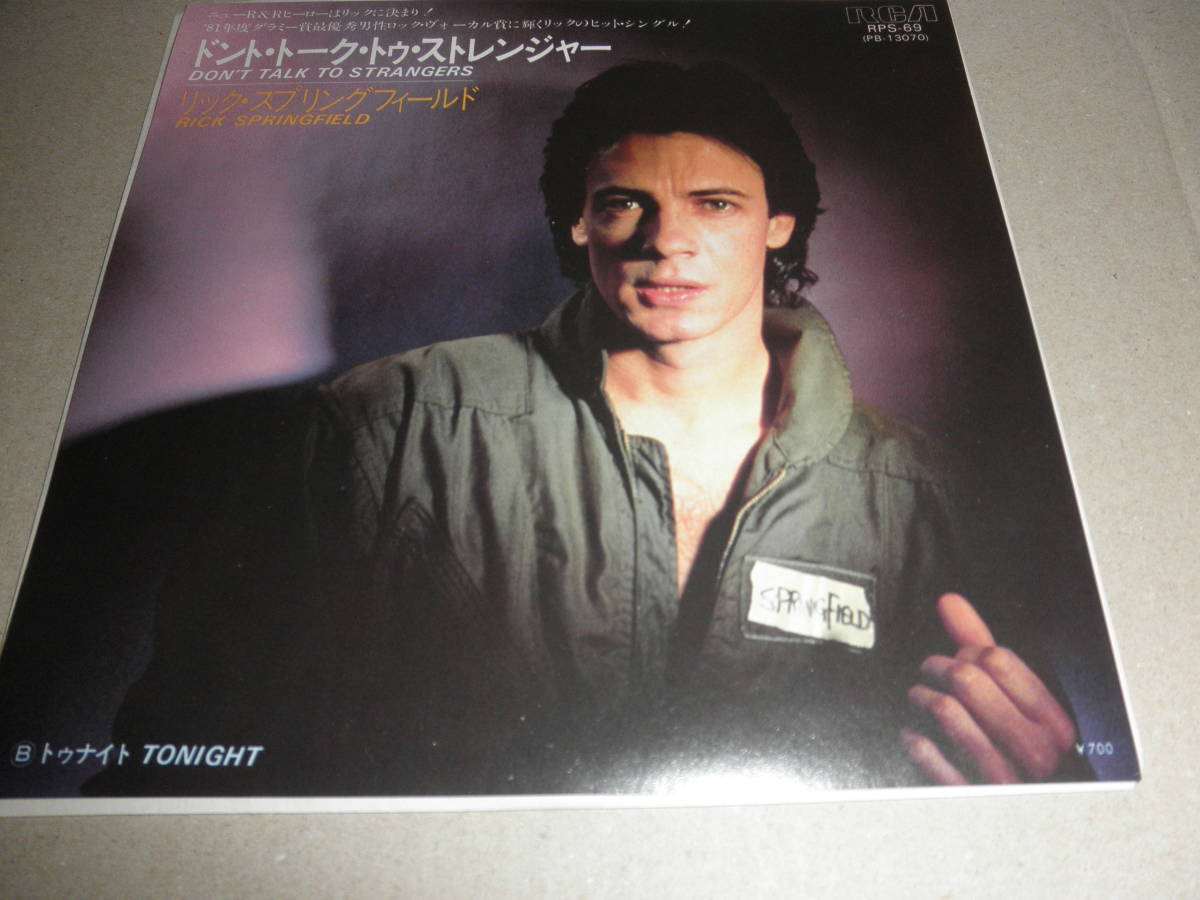 ニューR&Rヒーローはリックに決まり!
'81年度グラミー賞最優秀男性ロック・ヴォーカル賞に輝くリックのヒット・シングル!
ドント・トーク・トゥ・ストレンジャー
DON'T TALK TO STRANGERS
リック・スプリングフィールド
RICK SPRINGFIELD
RCA
RPS-69
(PB-13070)
SPRINGFIELD
Ⓑトゥナイト TONIGHT
¥700